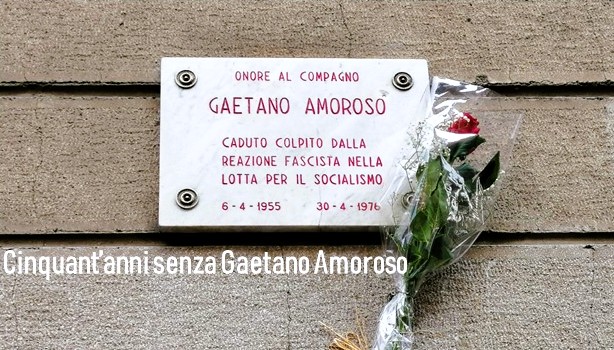 ONORE AL COMPAGNO
GAETANO AMOROSO
CADUTO COLPITO DALLA
REAZIONE FASCISTA NELLA
LOTTA PER IL SOCIALISMO
6-4-1955 30-4-1976
Cinquant'anni senza Gaetano Amoroso